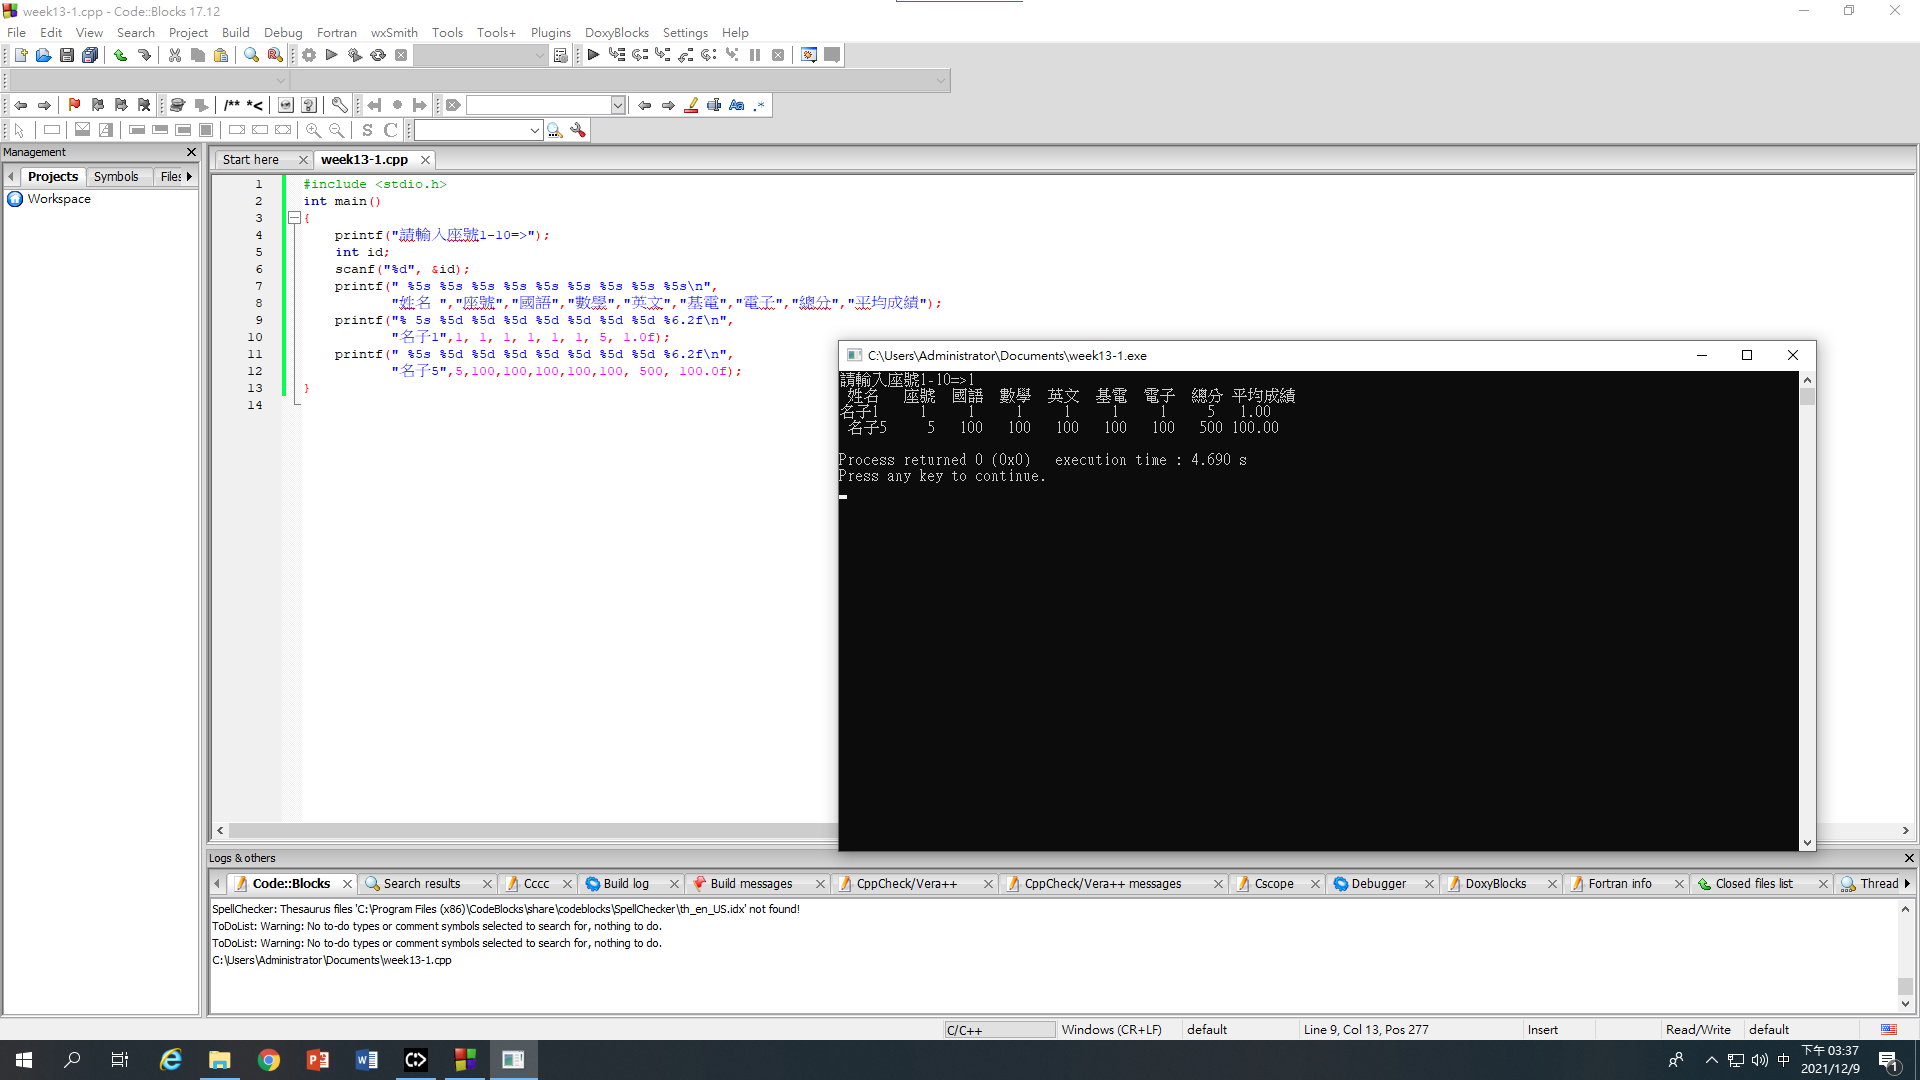 week13-1.cpp - Code::Blocks 17.12
File Edit View Search Project Build Debug Fortran wxSmith Tools Tools+ Plugins DoxyBlocks Settings Help
/** *<
Aa .*
S C
Management
Projects Symbols Files
Workspace
Start here week13-1.cpp
1 #include <stdio.h>
2 int main()
3 {
4 printf("請輸入座號1-10=>");
5 int id;
6 scanf("%d", &id);
7 printf(" %5s %5s %5s %5s %5s %5s %5s %5s %5s\n",
8 "姓名 ","座號","國語","數學","英文","基電","電子","總分","平均成績");
9 printf("% 5s %5d %5d %5d %5d %5d %5d %5d %6.2f\n",
10 "名子1",1, 1, 1, 1, 1, 1, 5, 1.0f);
11 printf(" %5s %5d %5d %5d %5d %5d %5d %5d %6.2f\n",
12 "名子5",5,100,100,100,100,100, 500, 100.0f);
13 }
14
C:\Users\Administrator\Documents\week13-1.exe
請輸入座號1-10=>1
姓名 座號 國語 數學 英文 基電 電子 總分 平均成績
名子1 1 1 1 1 1 1 5 1.00
名子5 5 100 100 100 100 100 500 100.00
Process returned 0 (0x0) execution time : 4.690 s
Press any key to continue.
Logs & others
Code::Blocks Search results Cccc Build log Build messages CppCheck/Vera++ CppCheck/Vera++ messages Cscope Debugger DoxyBlocks Fortran info Closed files list Thread
SpellChecker: Thesaurus files 'C:\Program Files (x86)\CodeBlocks\share\codeblocks\SpellChecker\th_en_US.idx' not found!
ToDoList: Warning: No to-do types or comment symbols selected to search for, nothing to do.
ToDoList: Warning: No to-do types or comment symbols selected to search for, nothing to do.
C:\Users\Administrator\Documents\week13-1.cpp
C/C++ Windows (CR+LF) default Line 9, Col 13, Pos 277 Insert Read/Write default
中 下午 03:37
2021/12/9
1